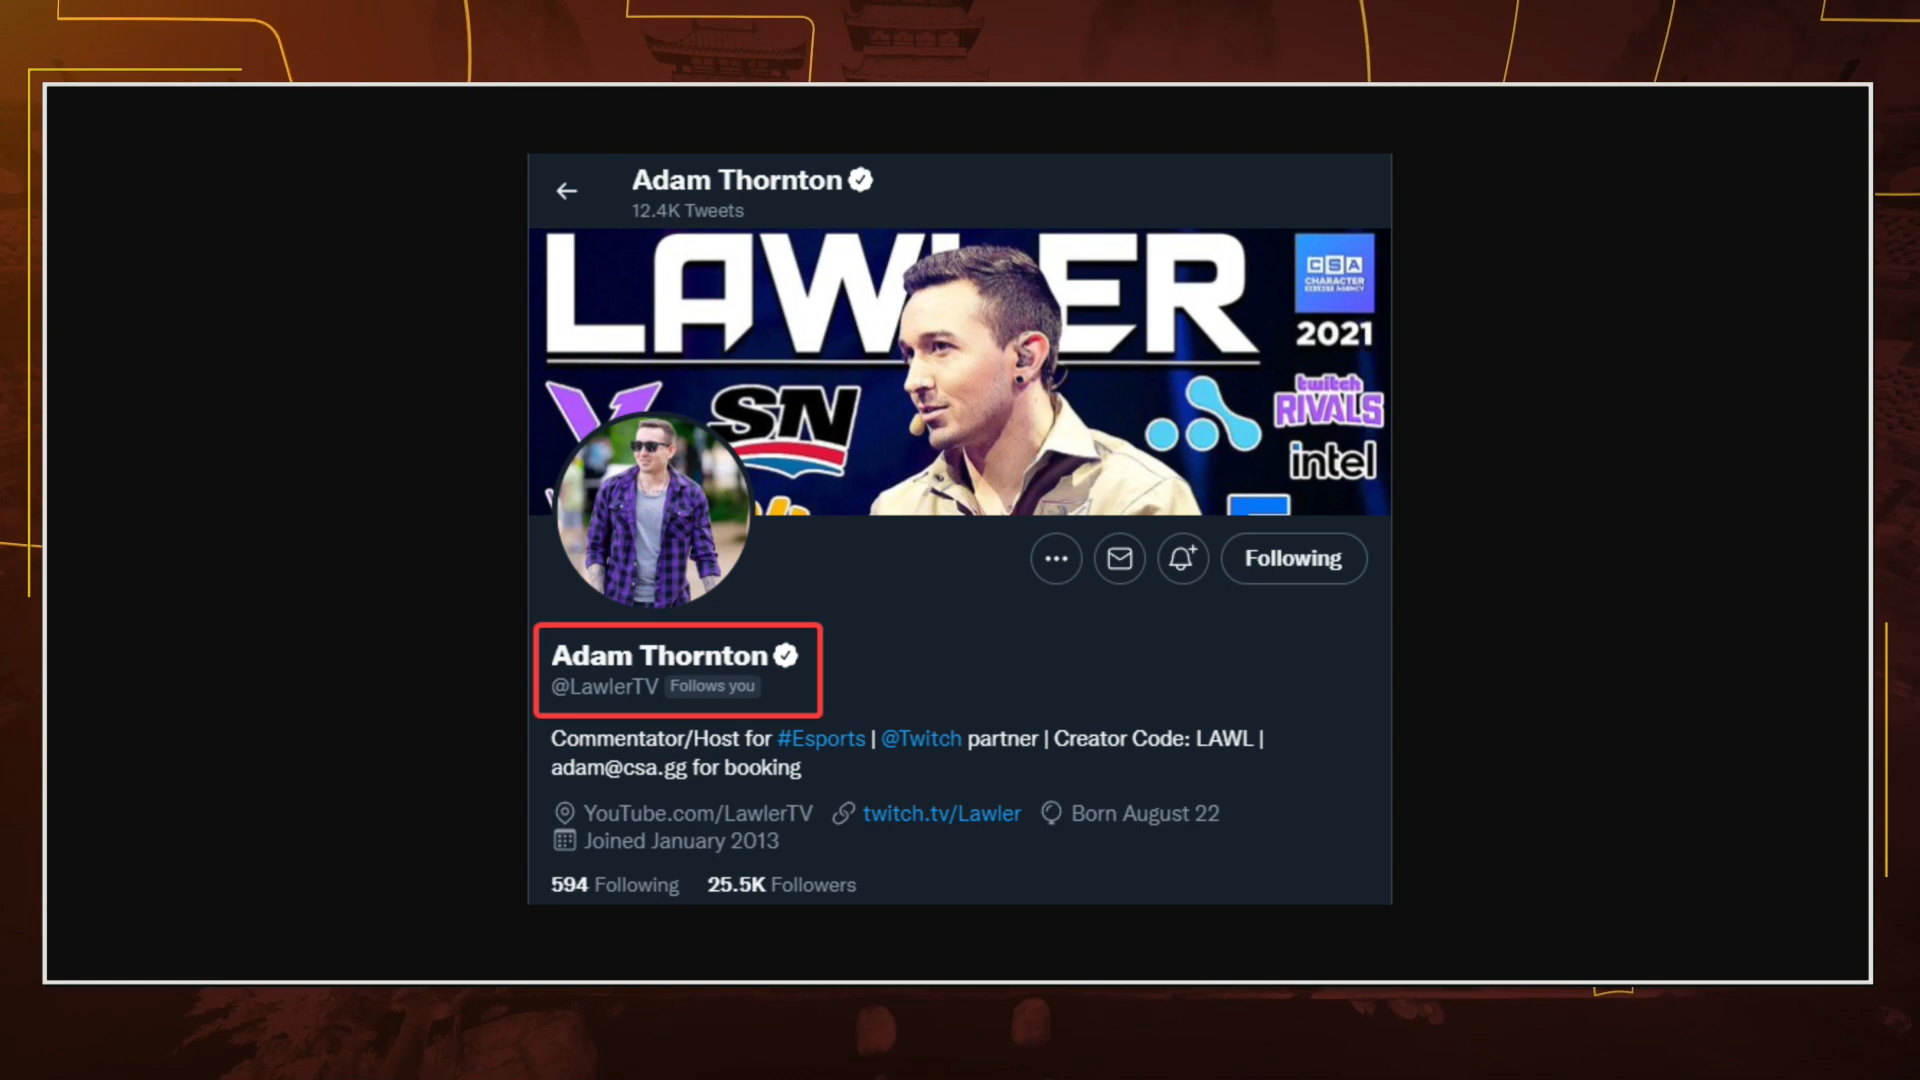 Adam Thornton
12.4K Tweets
LAWLER
CSA
CHARACTER
2021
SN
twitch
RIVALS
intel
Following
Adam Thornton
@LawlerTV Follows you
Commentator/Host for #Esports | @Twitch partner | Creator Code: LAWL |
adam@csa.gg for booking
YouTube.com/LawlerTV twitch.tv/Lawler Born August 22
Joined January 2013
594 Following 25.5K Followers